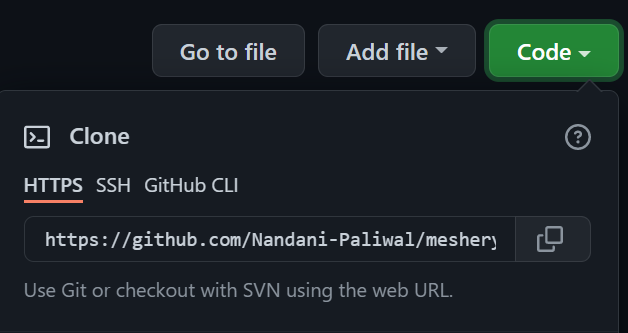 Go to file Add file Code
Clone
HTTPS SSH GitHub CLI
https://github.com/Nandani-Paliwal/meshery
Use Git or checkout with SVN using the web URL.